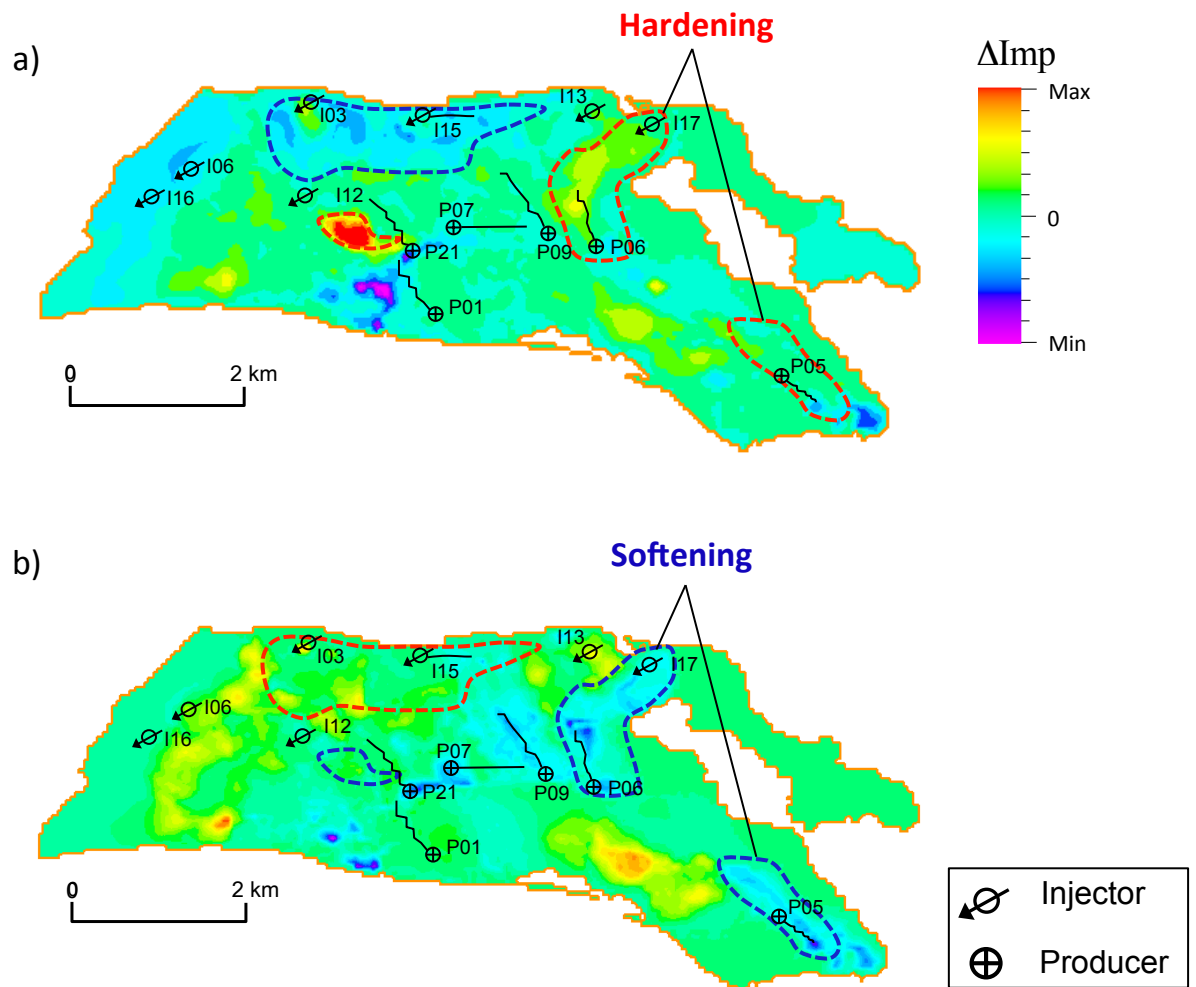 Hardening
a)
ΔImp
Max
0
Min
I03
I15
I13
I17
I06
I16
I12
P07
P21
P09
P06
P01
P05
0
2 km
b)
Softening
I03
I15
I13
I17
I06
I16
I12
P07
P21
P09
P06
P01
P05
0
2 km
Injector
Producer